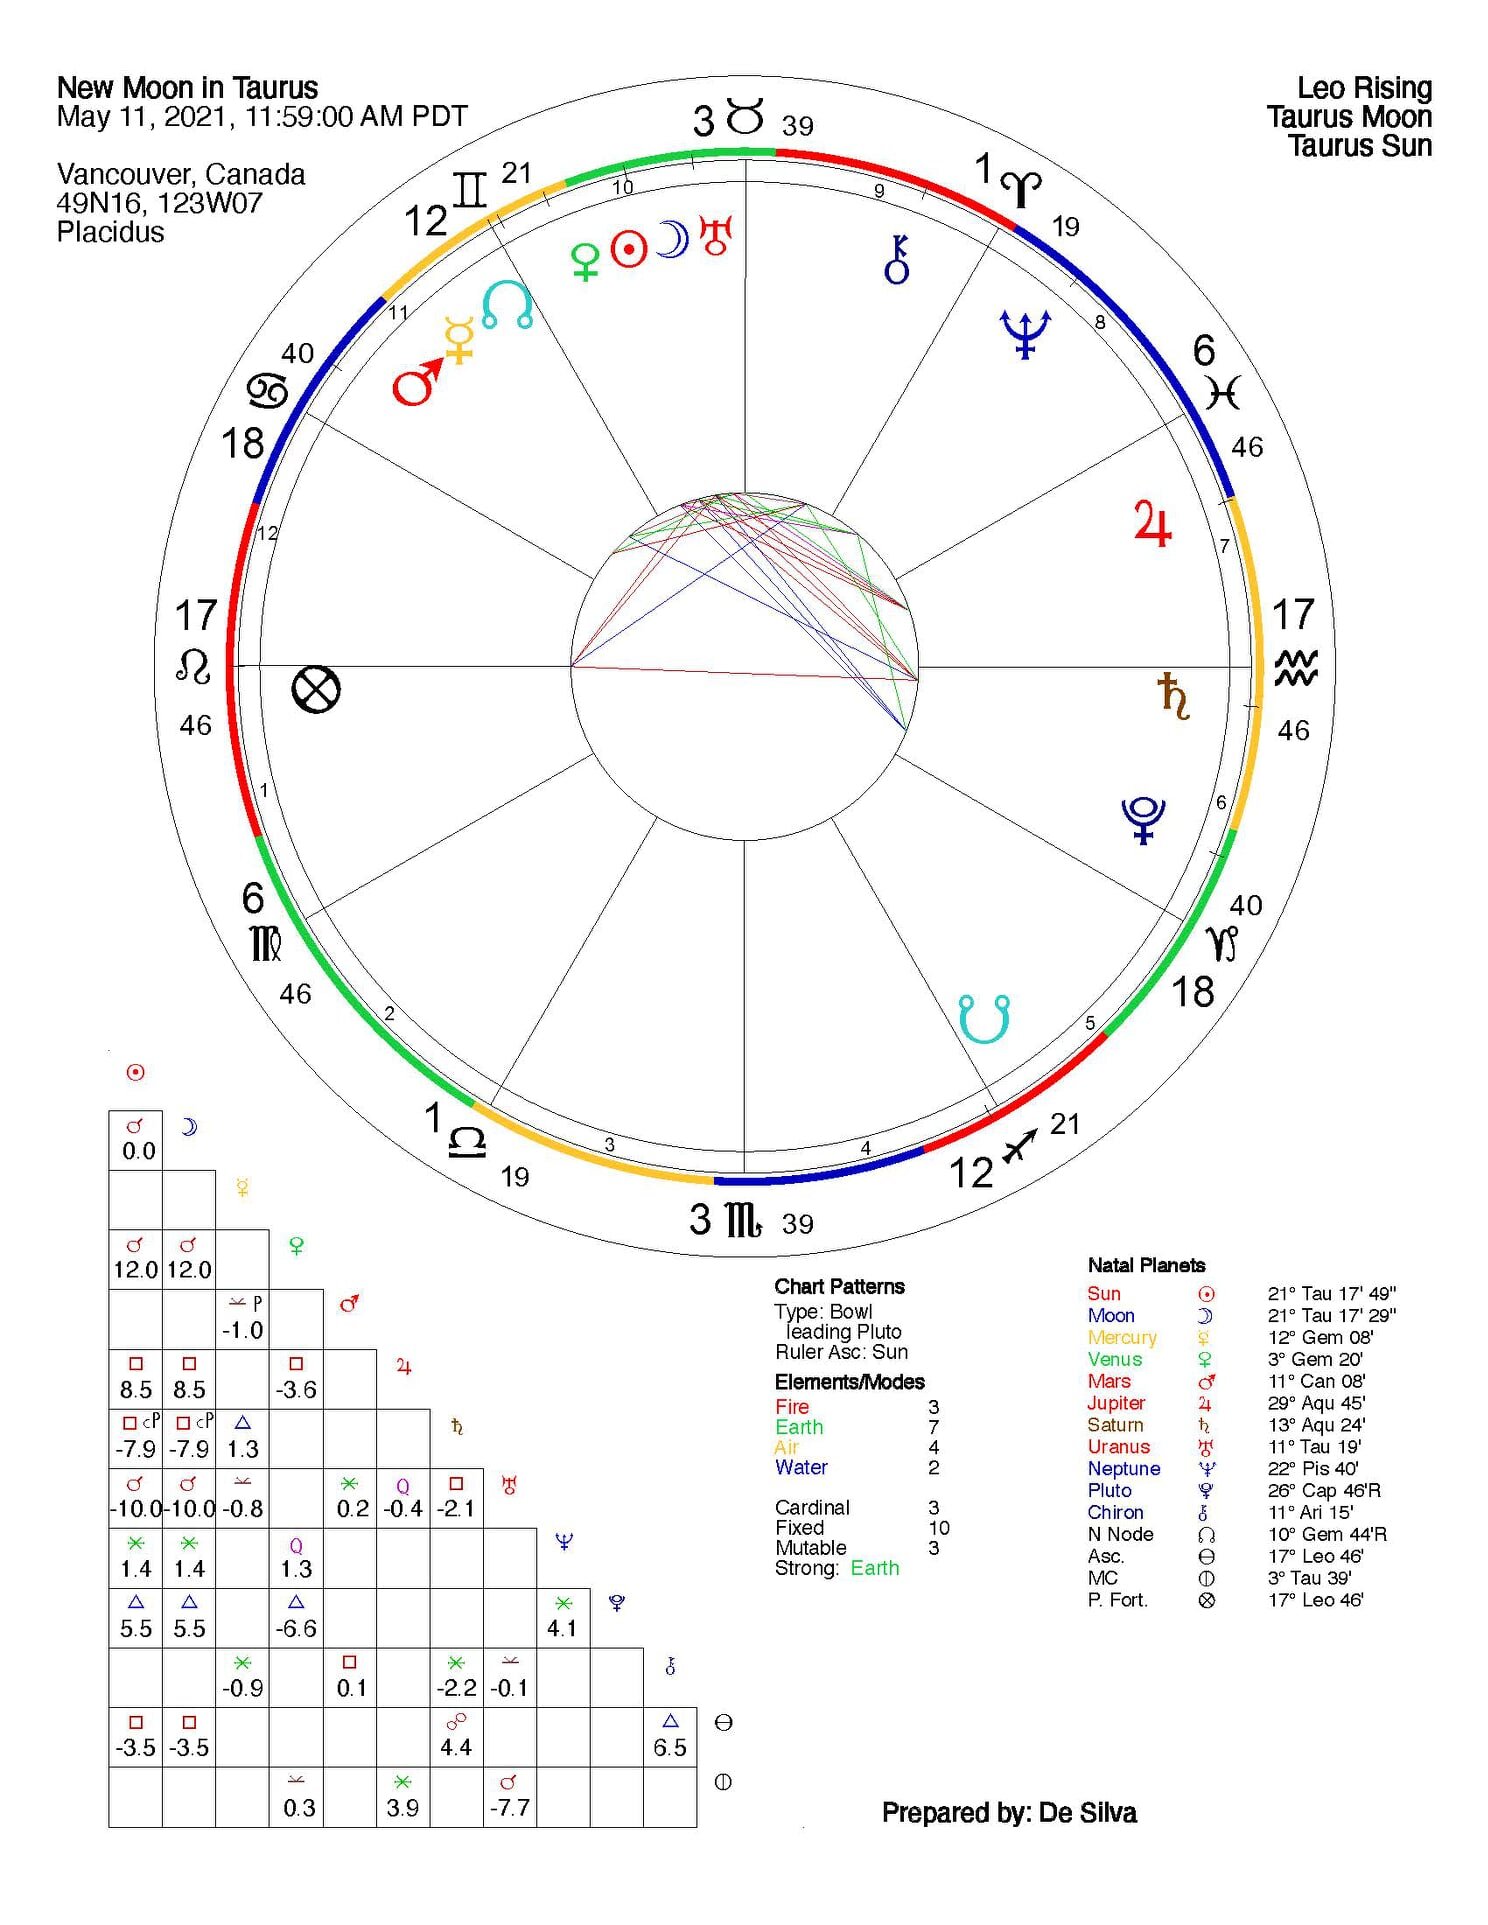 New Moon in Taurus
May 11, 2021, 11:59:00 AM PDT
Vancouver, Canada
49N16, 123W07
Placidus
Leo Rising
Taurus Moon
Taurus Sun
3 ♉ 39
1 ♈ 19
12 ♊ 21
6 ♓ 46
18 ♋ 40
17 ♌ 46
17 ♒ 46
6 ♍ 46
18 ♑ 40
1 ♎ 19
12 ♐ 21
3 ♏ 39
10
9
11
8
12
7
1
6
2
5
3
4
♀ ☉ ☽ ♅
⚷
☊
☿
♂
♆
♃
⊗
♄
♇
☋
☉
☌ ☽
0.0
☿
☌ ☌ ♀
12.0 12.0
⚺ P ♂
-1.0
□ □ □ ♃
8.5 8.5 -3.6
□ cP □ cP △ ♄
-7.9 -7.9 1.3
☌ ☌ ⚺ ⚹ Q □ ♅
-10.0 -10.0 -0.8 0.2 -0.4 -2.1
⚹ ⚹ Q ♆
1.4 1.4 1.3
△ △ △ ⚹ ♇
5.5 5.5 -6.6 4.1
⚹ □ ⚹ ⚺ ⚷
-0.9 0.1 -2.2 -0.1
□ □ ☍ △
-3.5 -3.5 4.4 6.5
⚺ ⚹ ☌
0.3 3.9 -7.7
Chart Patterns
Type: Bowl
leading Pluto
Ruler Asc: Sun
Elements/Modes
Fire 3
Earth 7
Air 4
Water 2
Cardinal 3
Fixed 10
Mutable 3
Strong: Earth
Natal Planets
Sun ☉ 21° Tau 17' 49"
Moon ☽ 21° Tau 17' 29"
Mercury ☿ 12° Gem 08'
Venus ♀ 3° Gem 20'
Mars ♂ 11° Can 08'
Jupiter ♃ 29° Aqu 45'
Saturn ♄ 13° Aqu 24'
Uranus ♅ 11° Tau 19'
Neptune ♆ 22° Pis 40'
Pluto ♇ 26° Cap 46'R
Chiron ⚷ 11° Ari 15'
N Node ☊ 10° Gem 44'R
Asc. 17° Leo 46'
MC 3° Tau 39'
P. Fort. ⊗ 17° Leo 46'
Prepared by: De Silva